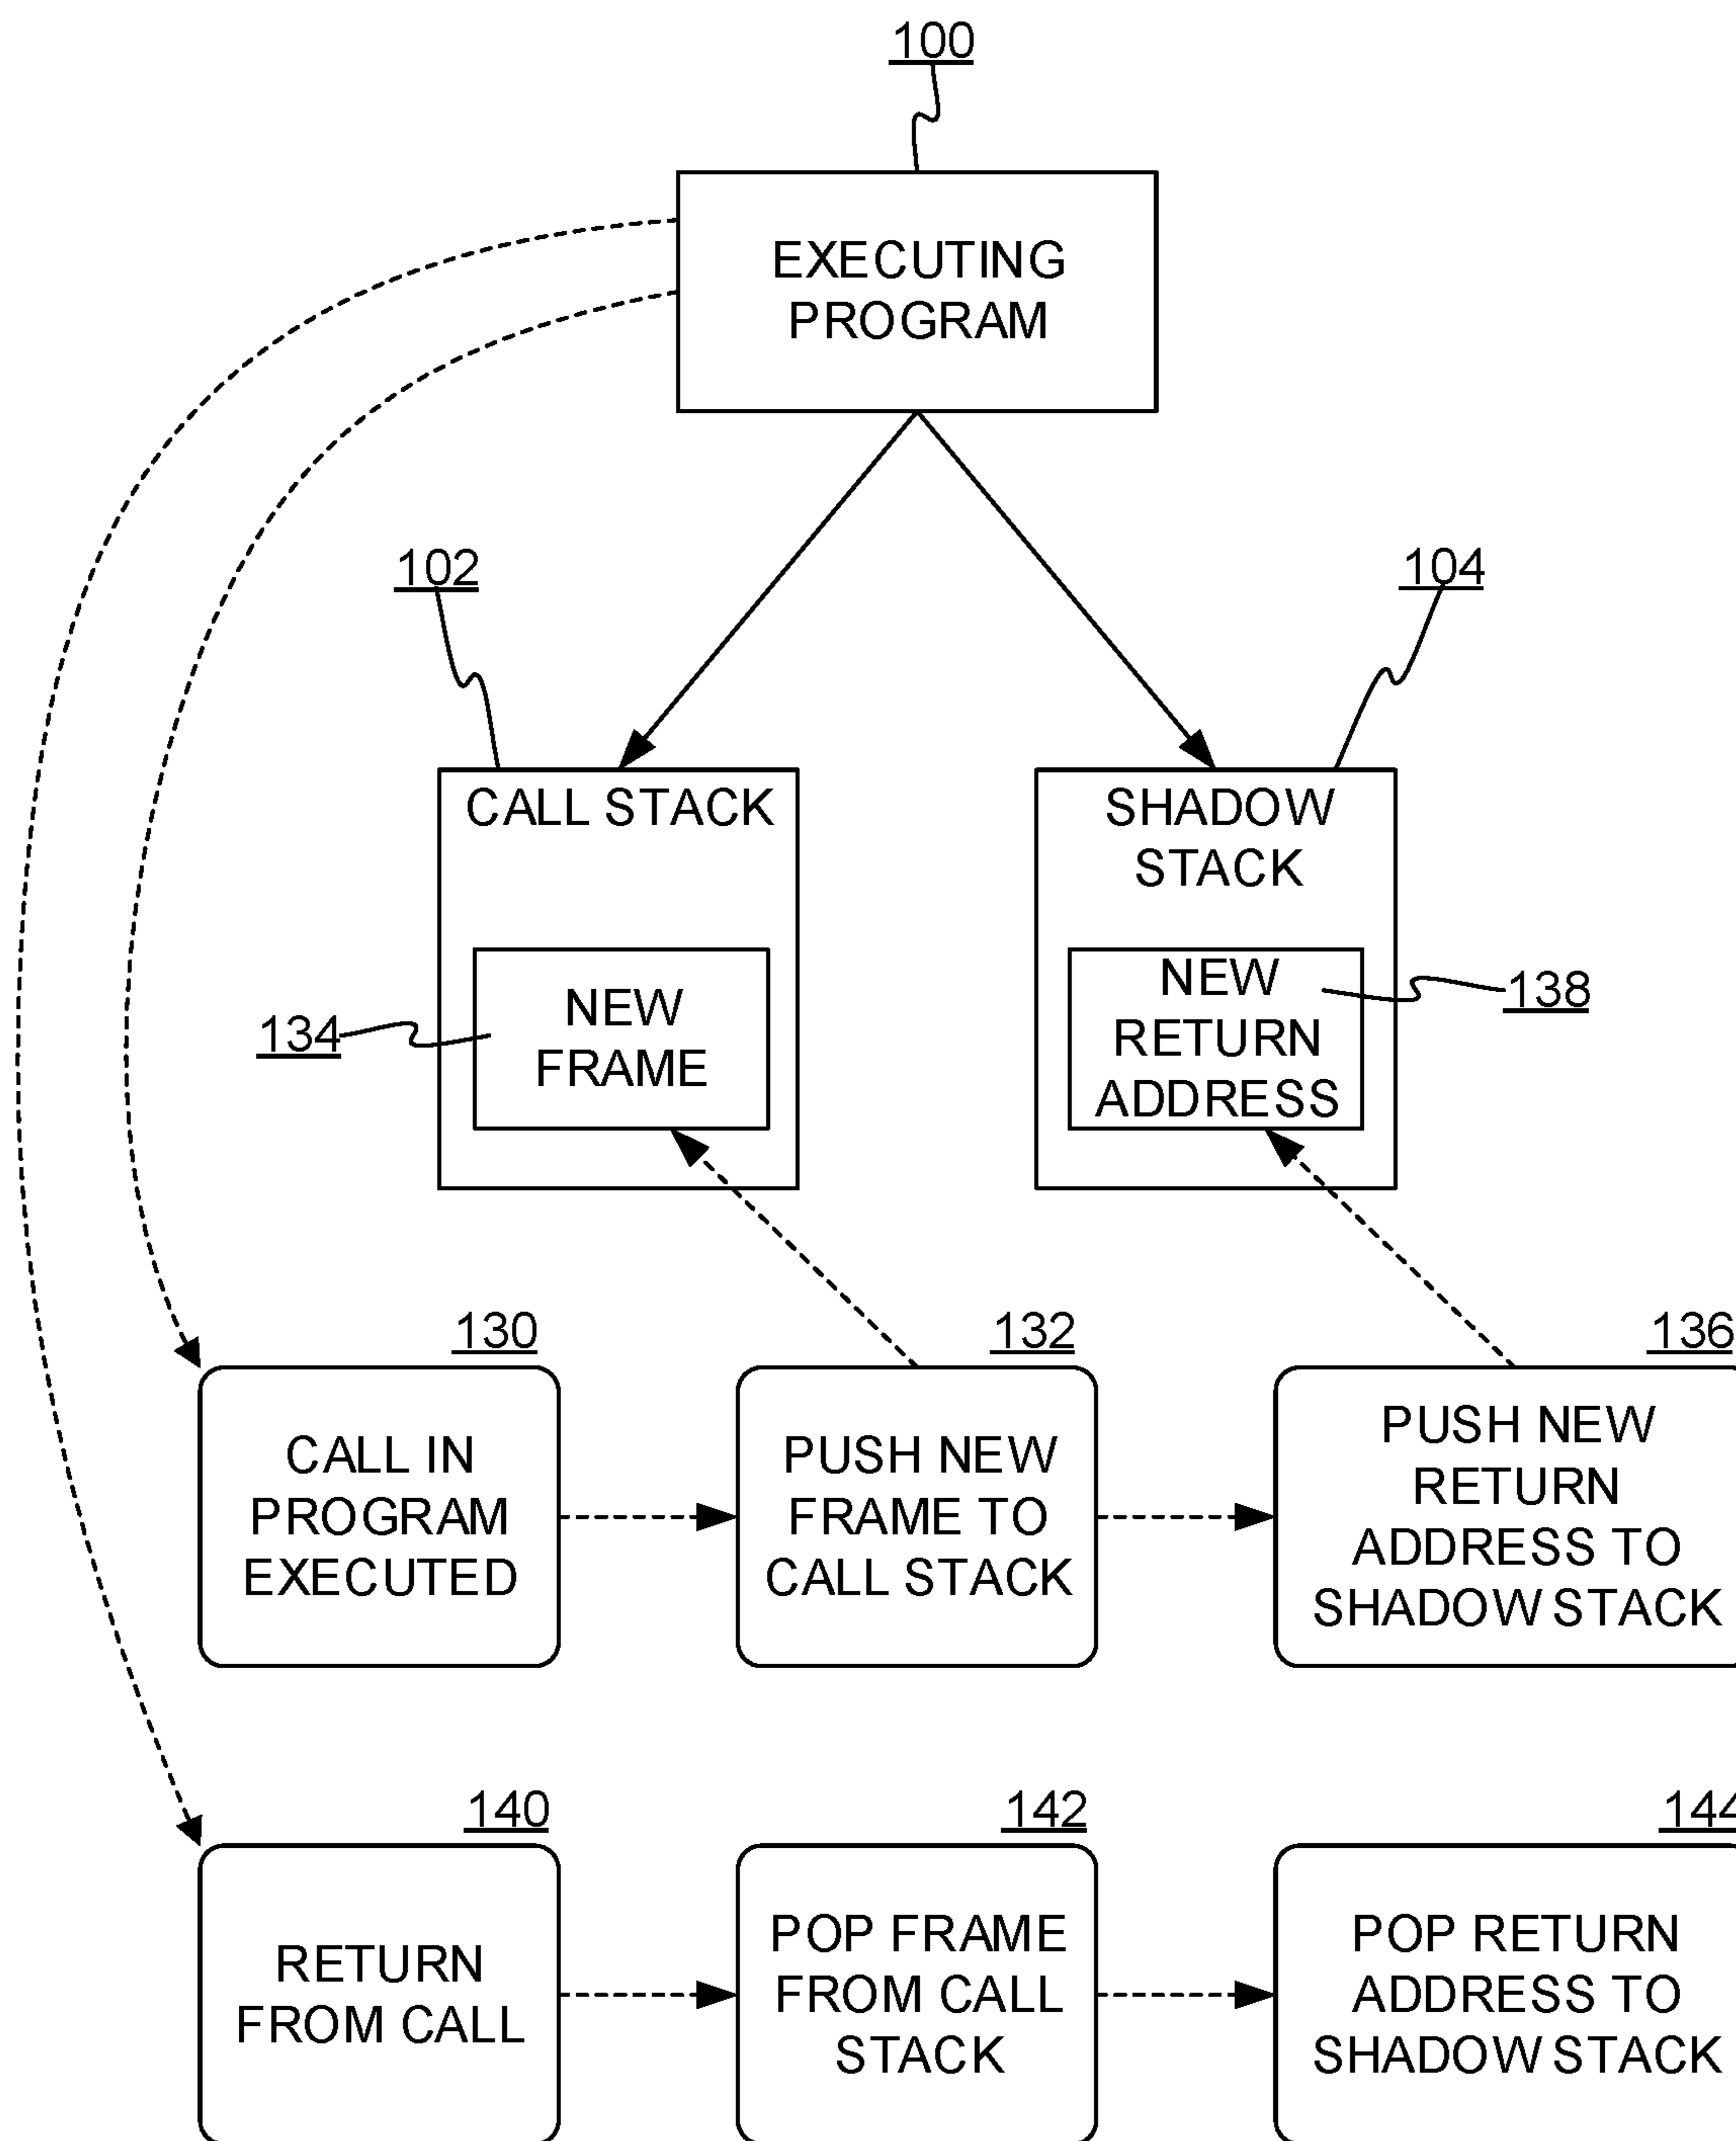 100
EXECUTING
PROGRAM
102
104
CALL STACK
SHADOW
STACK
134
NEW
FRAME
NEW
RETURN
ADDRESS
138
130
132
136
CALL IN
PROGRAM
EXECUTED
PUSH NEW
FRAME TO
CALL STACK
PUSH NEW
RETURN
ADDRESS TO
SHADOW STACK
140
142
144
RETURN
FROM CALL
POP FRAME
FROM CALL
STACK
POP RETURN
ADDRESS TO
SHADOW STACK